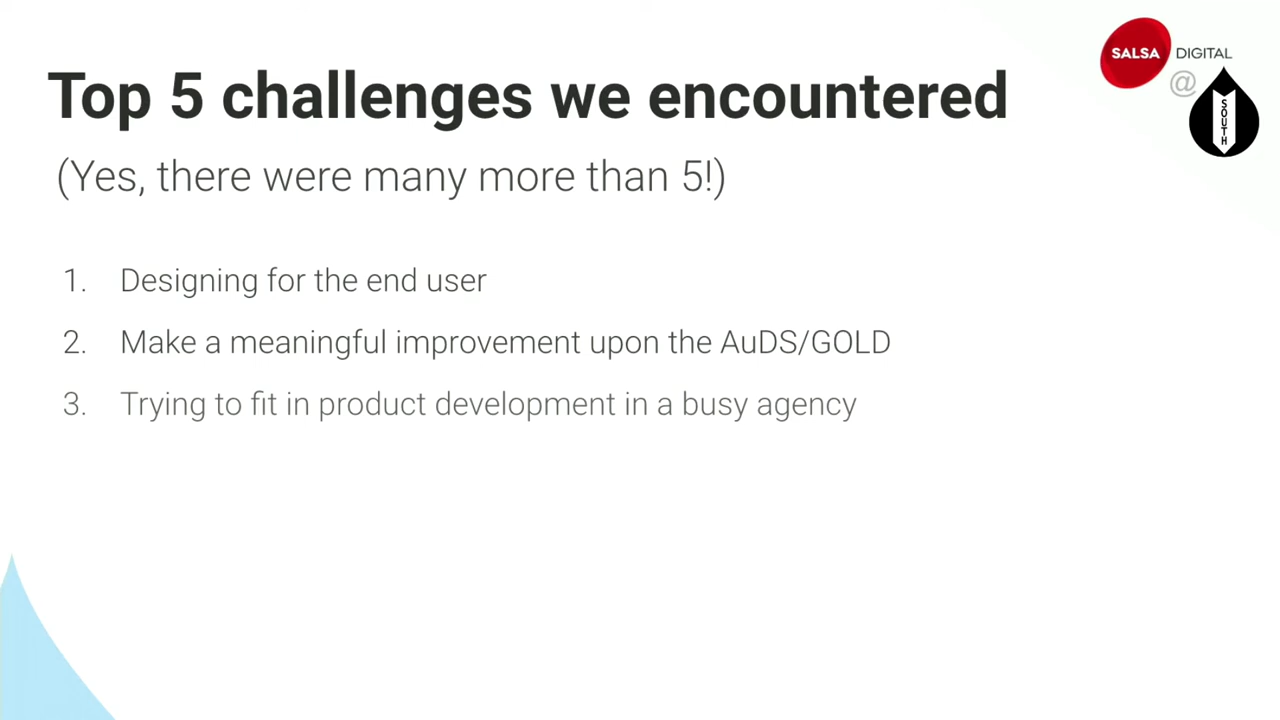 Top 5 challenges we encountered
(Yes, there were many more than 5!)
1. Designing for the end user
2. Make a meaningful improvement upon the AuDS/GOLD
3. Trying to fit in product development in a busy agency
SALSA DIGITAL
@
SOUTH